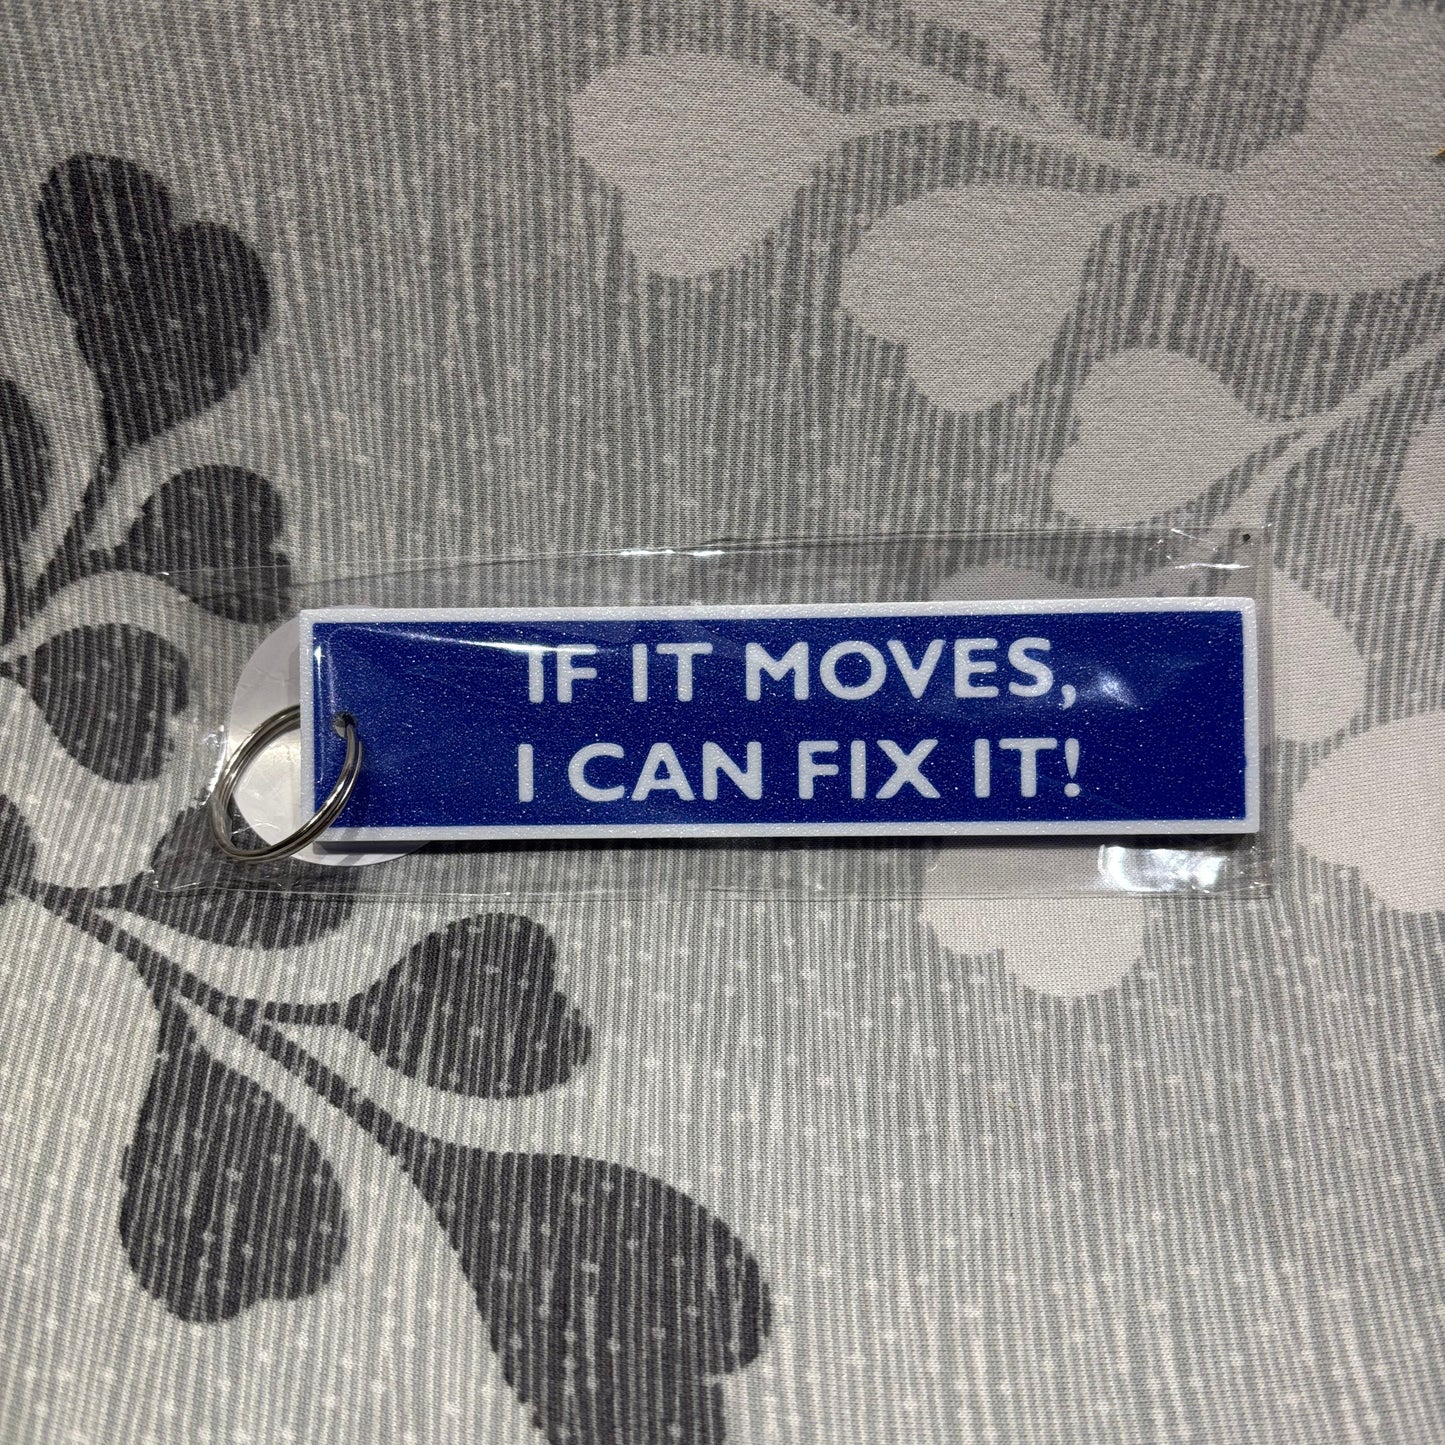 IF IT MOVES,
I CAN FIX IT!